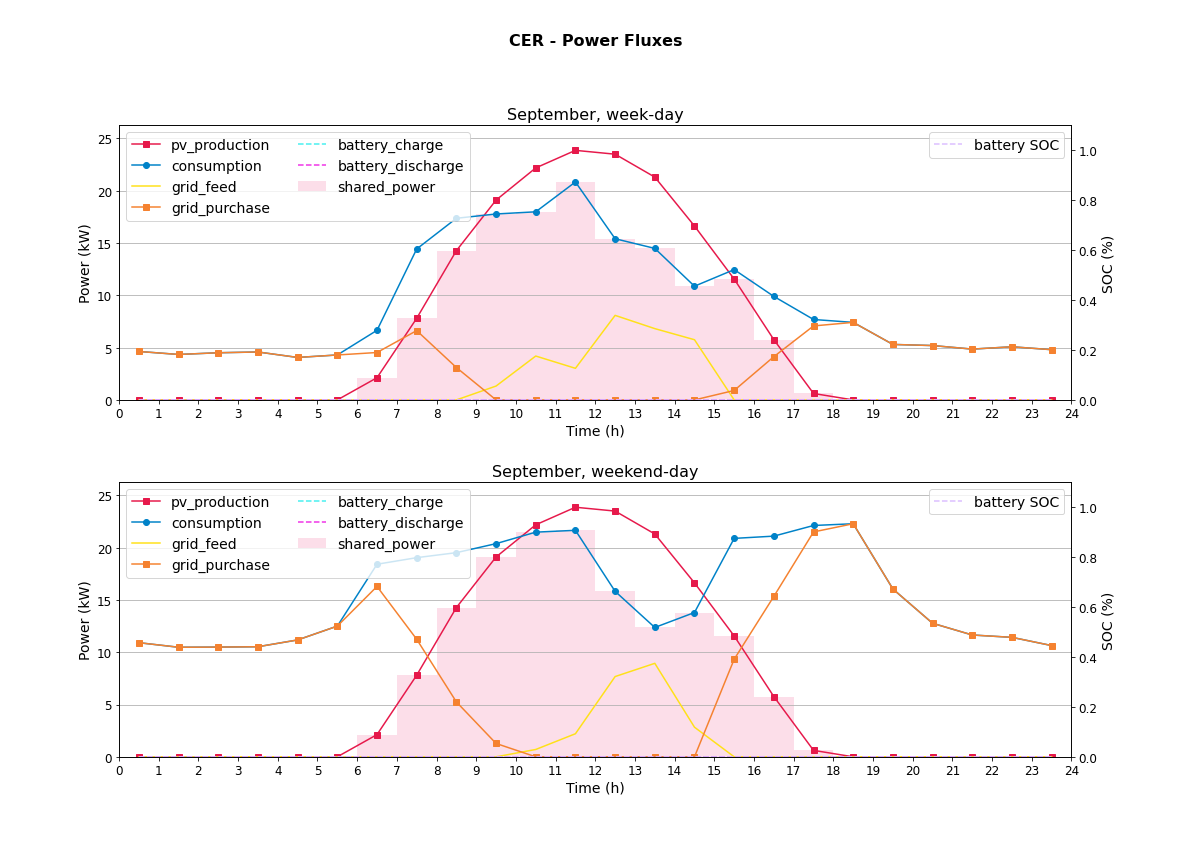 CER - Power Fluxes
September, week-day
pv_production
consumption
grid_feed
grid_purchase
battery_charge
battery_discharge
shared_power
battery SOC
Power (kW)
25
20
15
10
5
0
SOC (%)
1.0
0.8
0.6
0.4
0.2
0.0
0 1 2 3 4 5 6 7 8 9 10 11 12 13 14 15 16 17 18 19 20 21 22 23 24
Time (h)
September, weekend-day
pv_production
consumption
grid_feed
grid_purchase
battery_charge
battery_discharge
shared_power
battery SOC
Power (kW)
25
20
15
10
5
0
SOC (%)
1.0
0.8
0.6
0.4
0.2
0.0
0 1 2 3 4 5 6 7 8 9 10 11 12 13 14 15 16 17 18 19 20 21 22 23 24
Time (h)